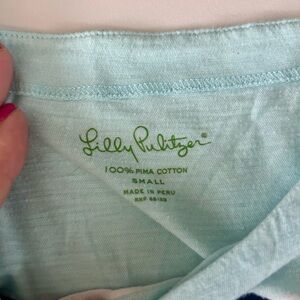 Lilly Pulitzer®
100% PIMA COTTON
SMALL
MADE IN PERU